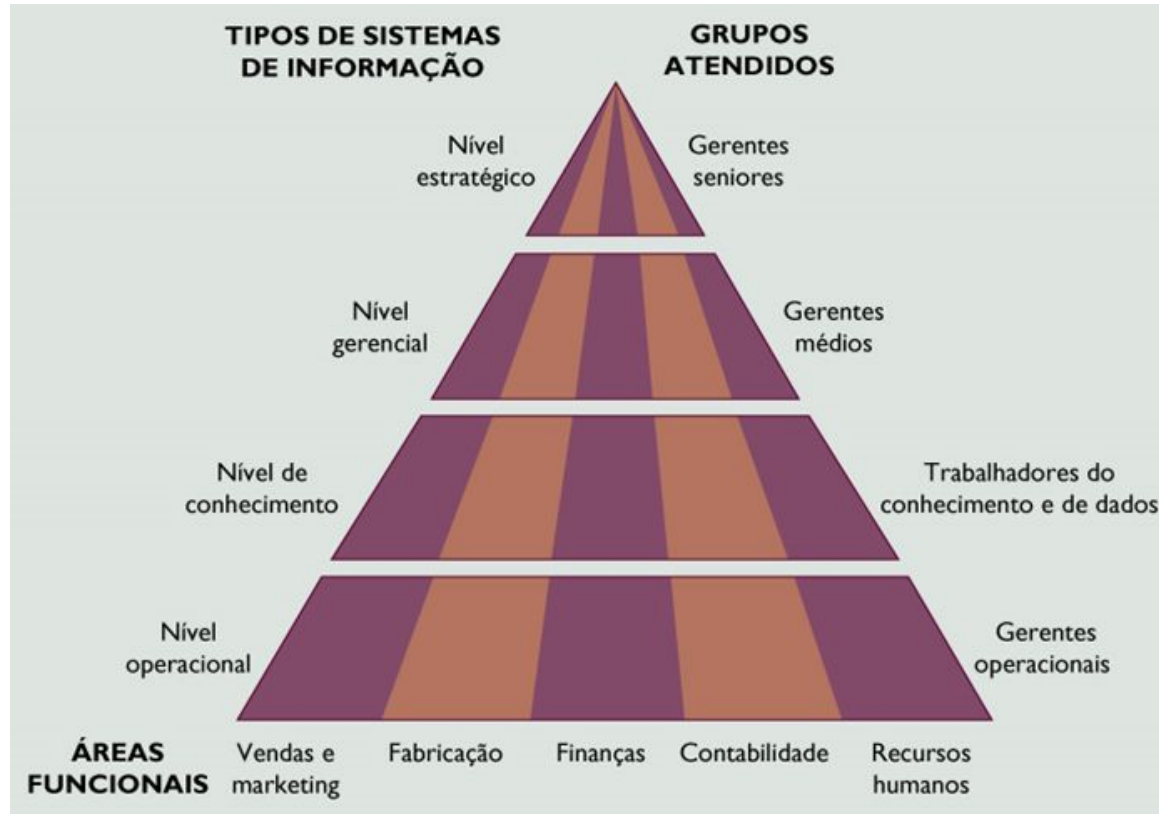 TIPOS DE SISTEMAS
DE INFORMAÇÃO
GRUPOS
ATENDIDOS
Nível
estratégico
Gerentes
seniores
Nível
gerencial
Gerentes
médios
Nível de
conhecimento
Trabalhadores do
conhecimento e de dados
Nível
operacional
Gerentes
operacionais
ÁREAS
FUNCIONAIS
Vendas e
marketing
Fabricação
Finanças
Contabilidade
Recursos
humanos